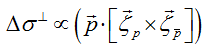 Δσ^⊥ ∝ (p⃗ · [ζ⃗_p × ζ⃗_p̄])